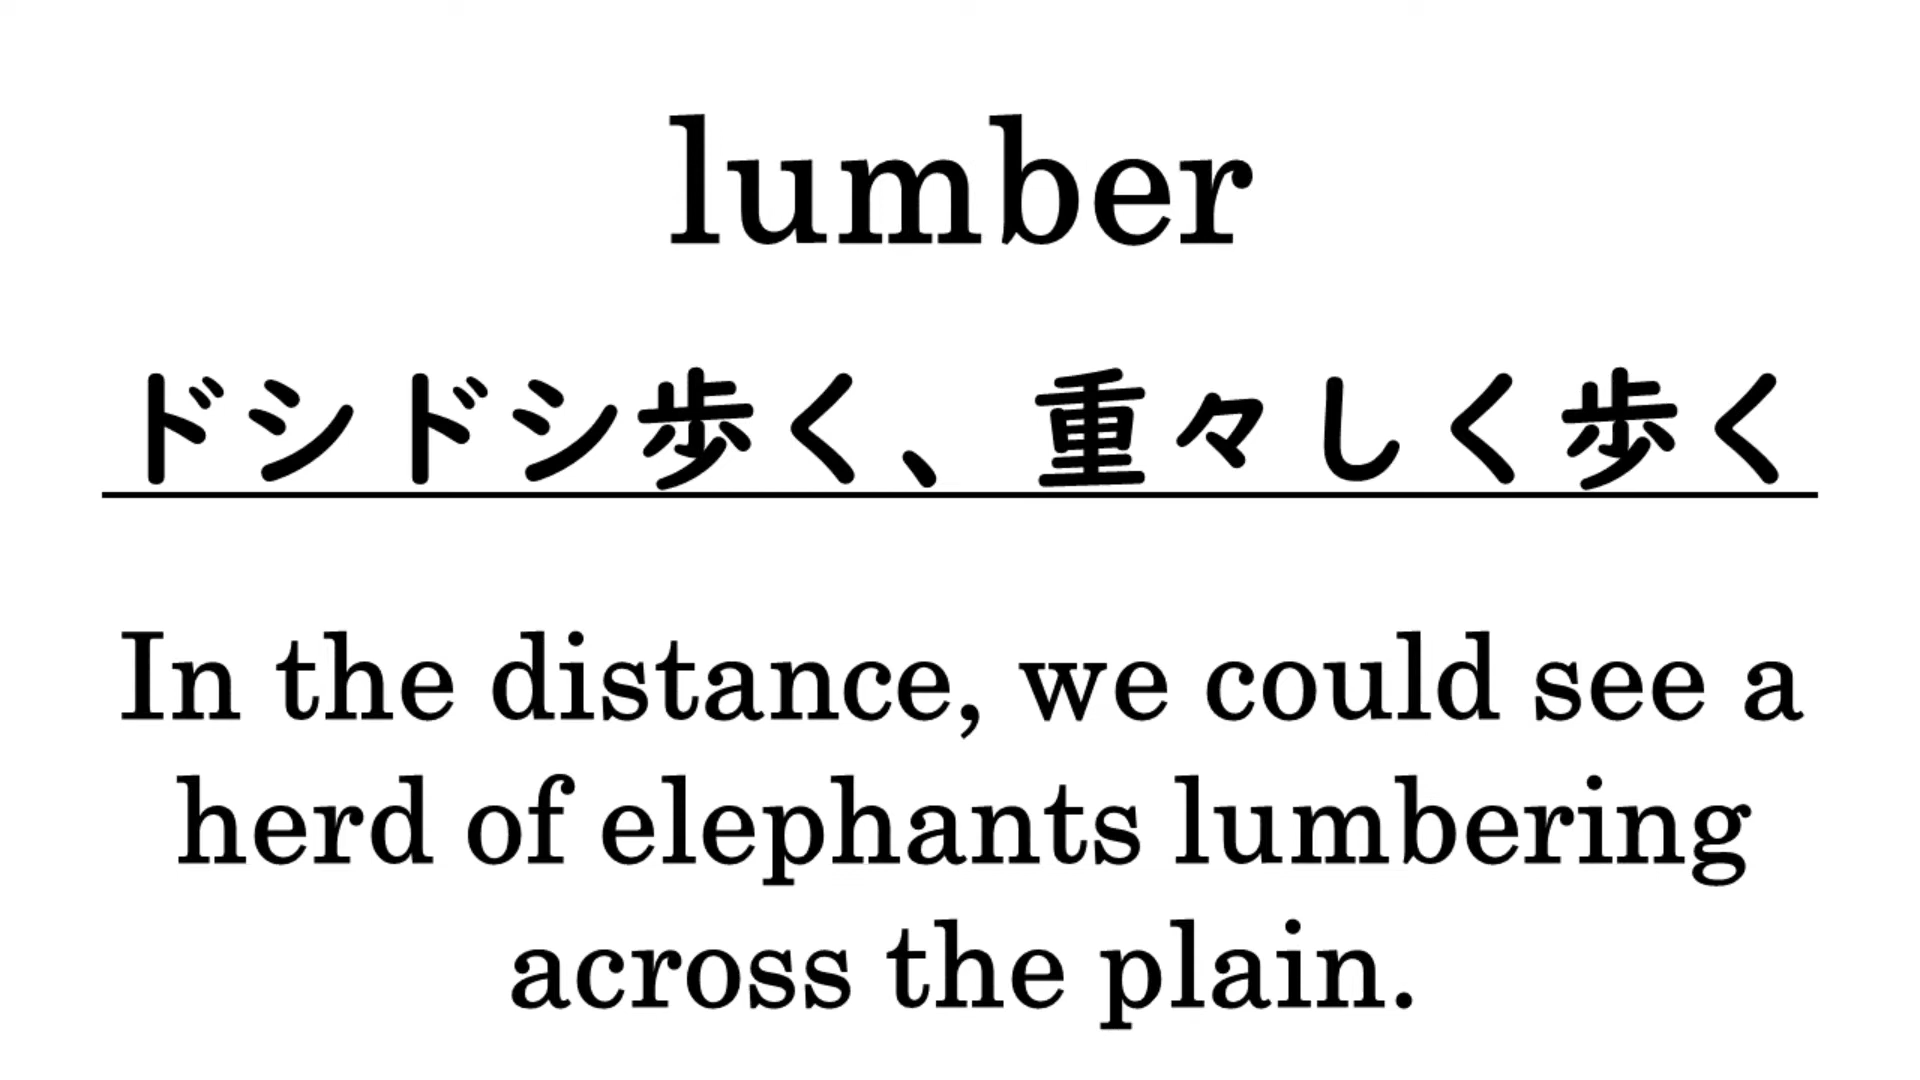 lumber
ドシドシ歩く、重々しく歩く
In the distance, we could see a
herd of elephants lumbering
across the plain.